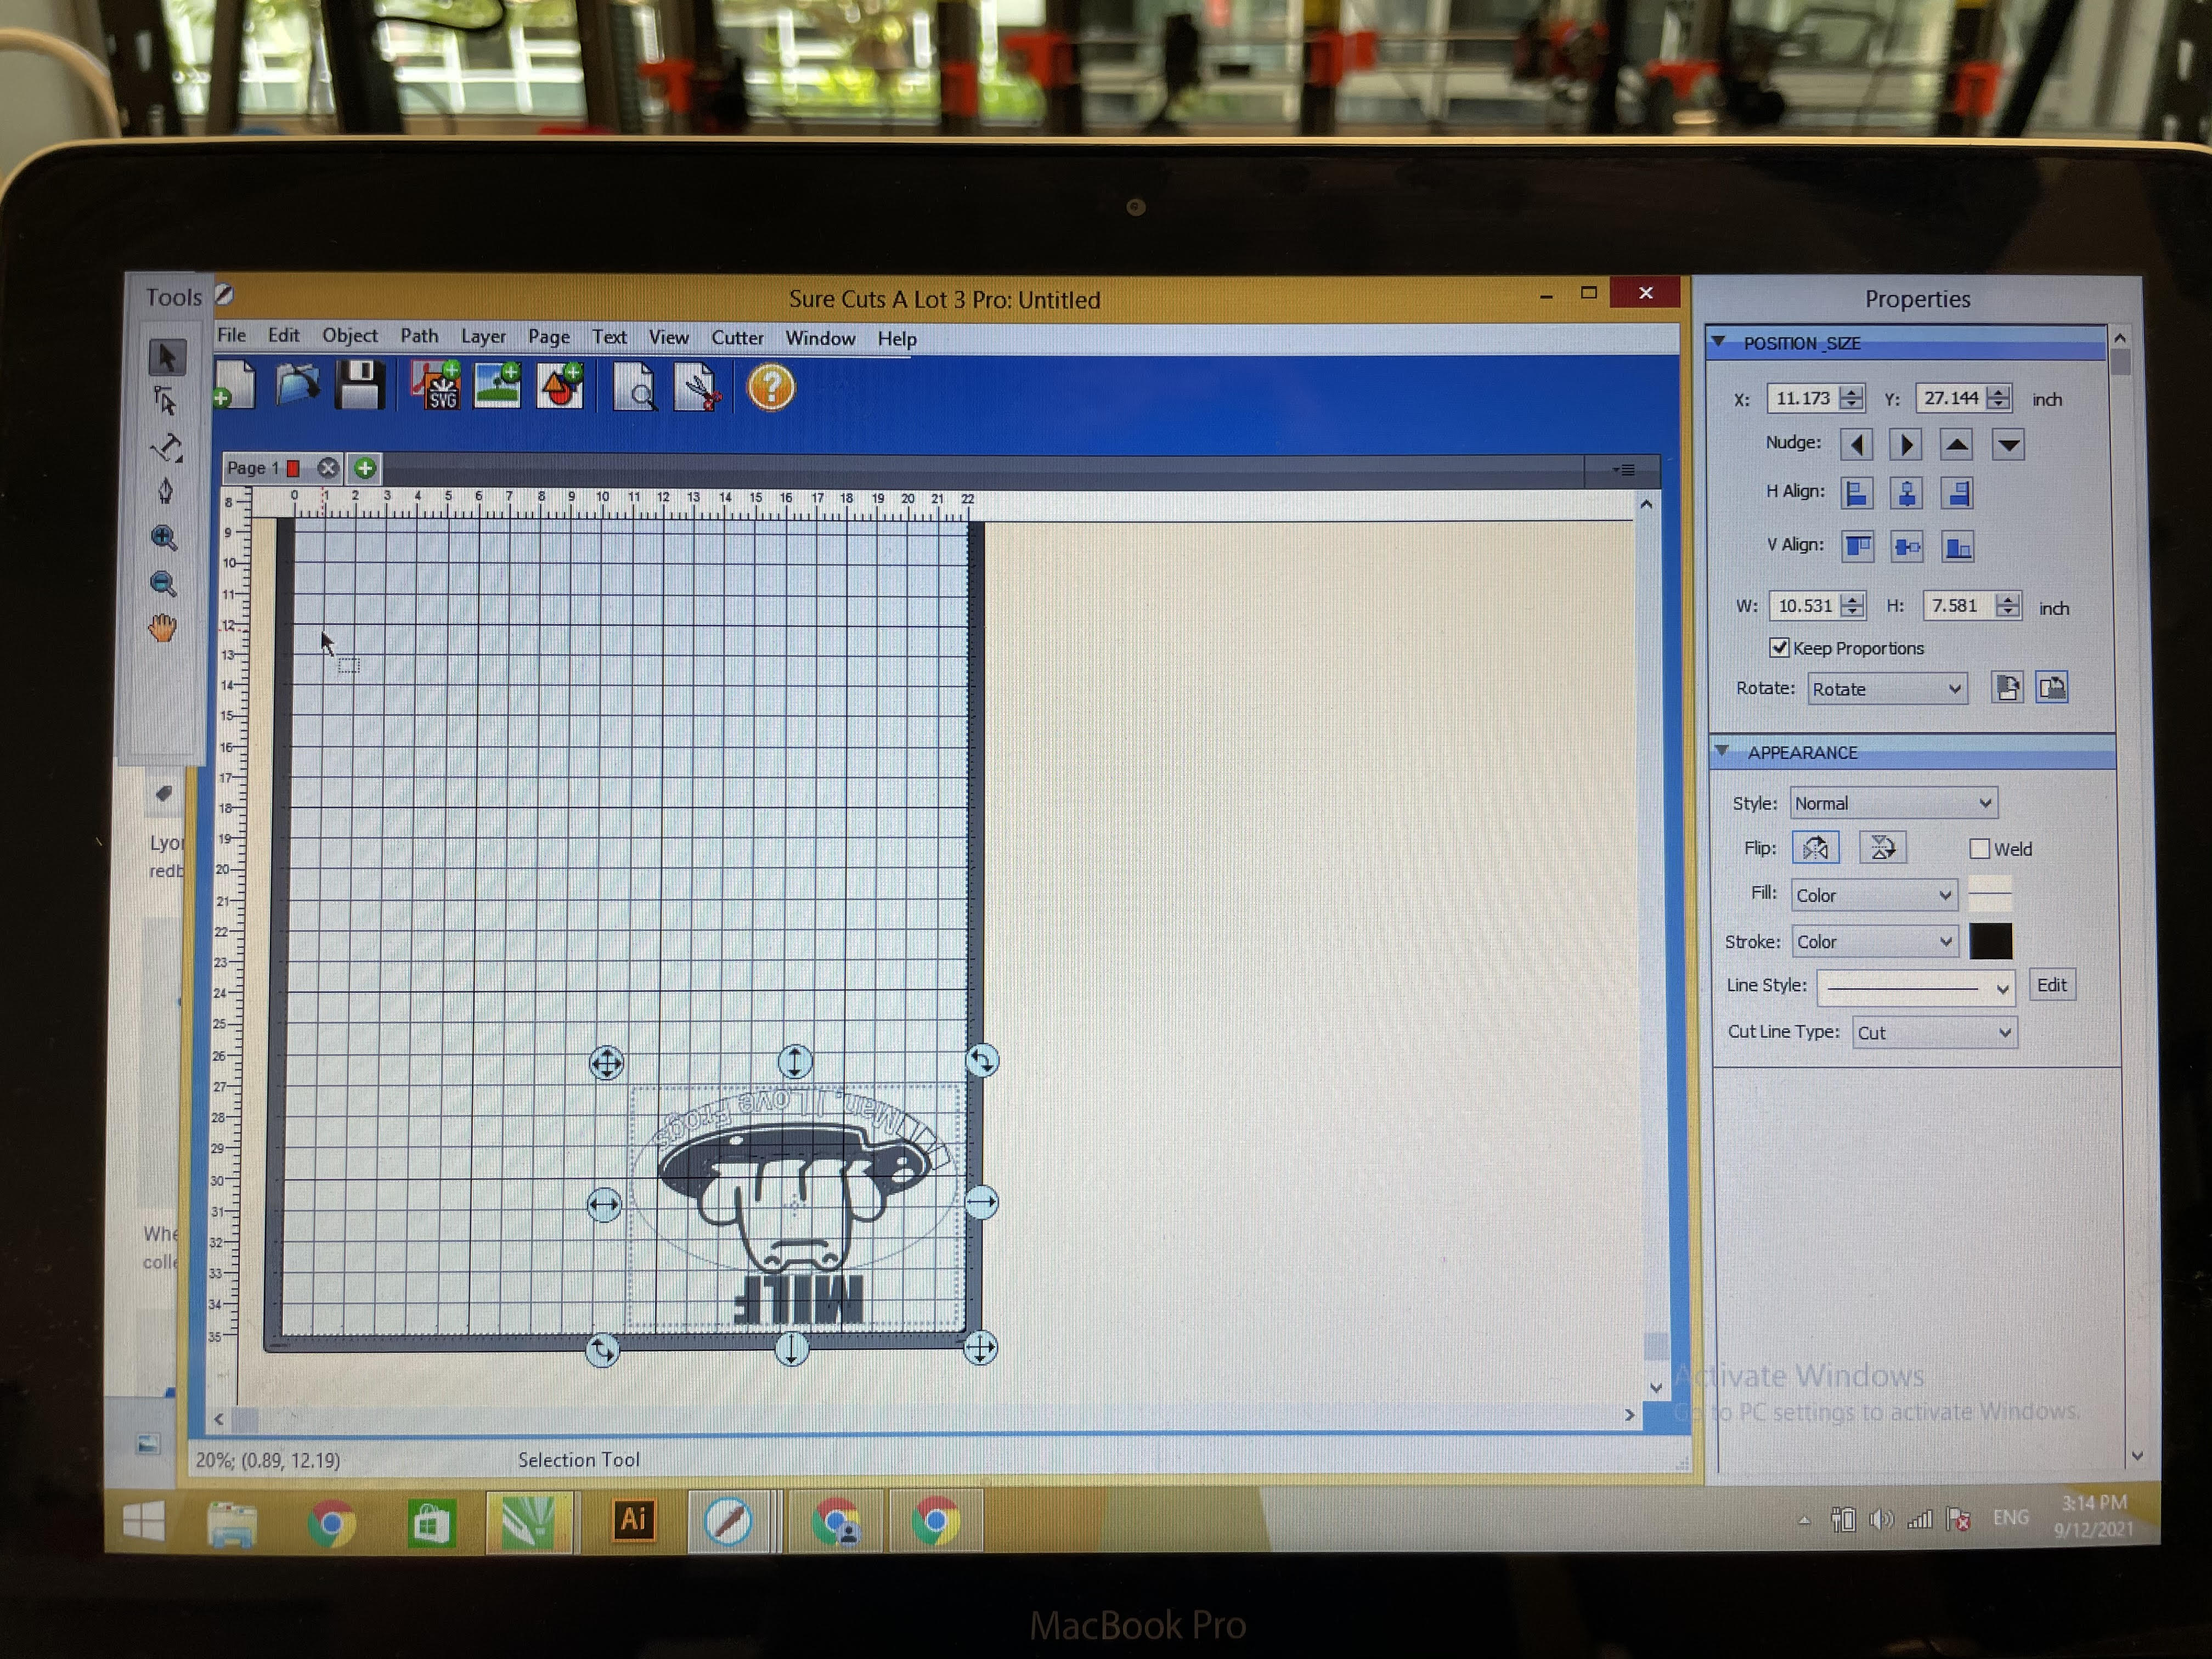 Tools
Sure Cuts A Lot 3 Pro: Untitled
File Edit Object Path Layer Page Text View Cutter Window Help
SVG
Page 1
0 1 2 3 4 5 6 7 8 9 10 11 12 13 14 15 16 17 18 19 20 21 22
8
9
10
11
12
13
14
15
16
17
18
19
20
21
22
23
24
25
26
27
28
29
30
31
32
33
34
35
Man, I Love Frogs
MILF
Lyor
redb
Whe
colle
20%; (0.89, 12.19) Selection Tool
Properties
POSITION_SIZE
X: 11.173 Y: 27.144 inch
Nudge:
H Align:
V Align:
W: 10.531 H: 7.581 inch
Keep Proportions
Rotate: Rotate
APPEARANCE
Style: Normal
Flip: Weld
Fill: Color
Stroke: Color
Line Style: Edit
Cut Line Type: Cut
Activate Windows
Go to PC settings to activate Windows.
Ai
ENG
3:14 PM
9/12/2021
MacBook Pro